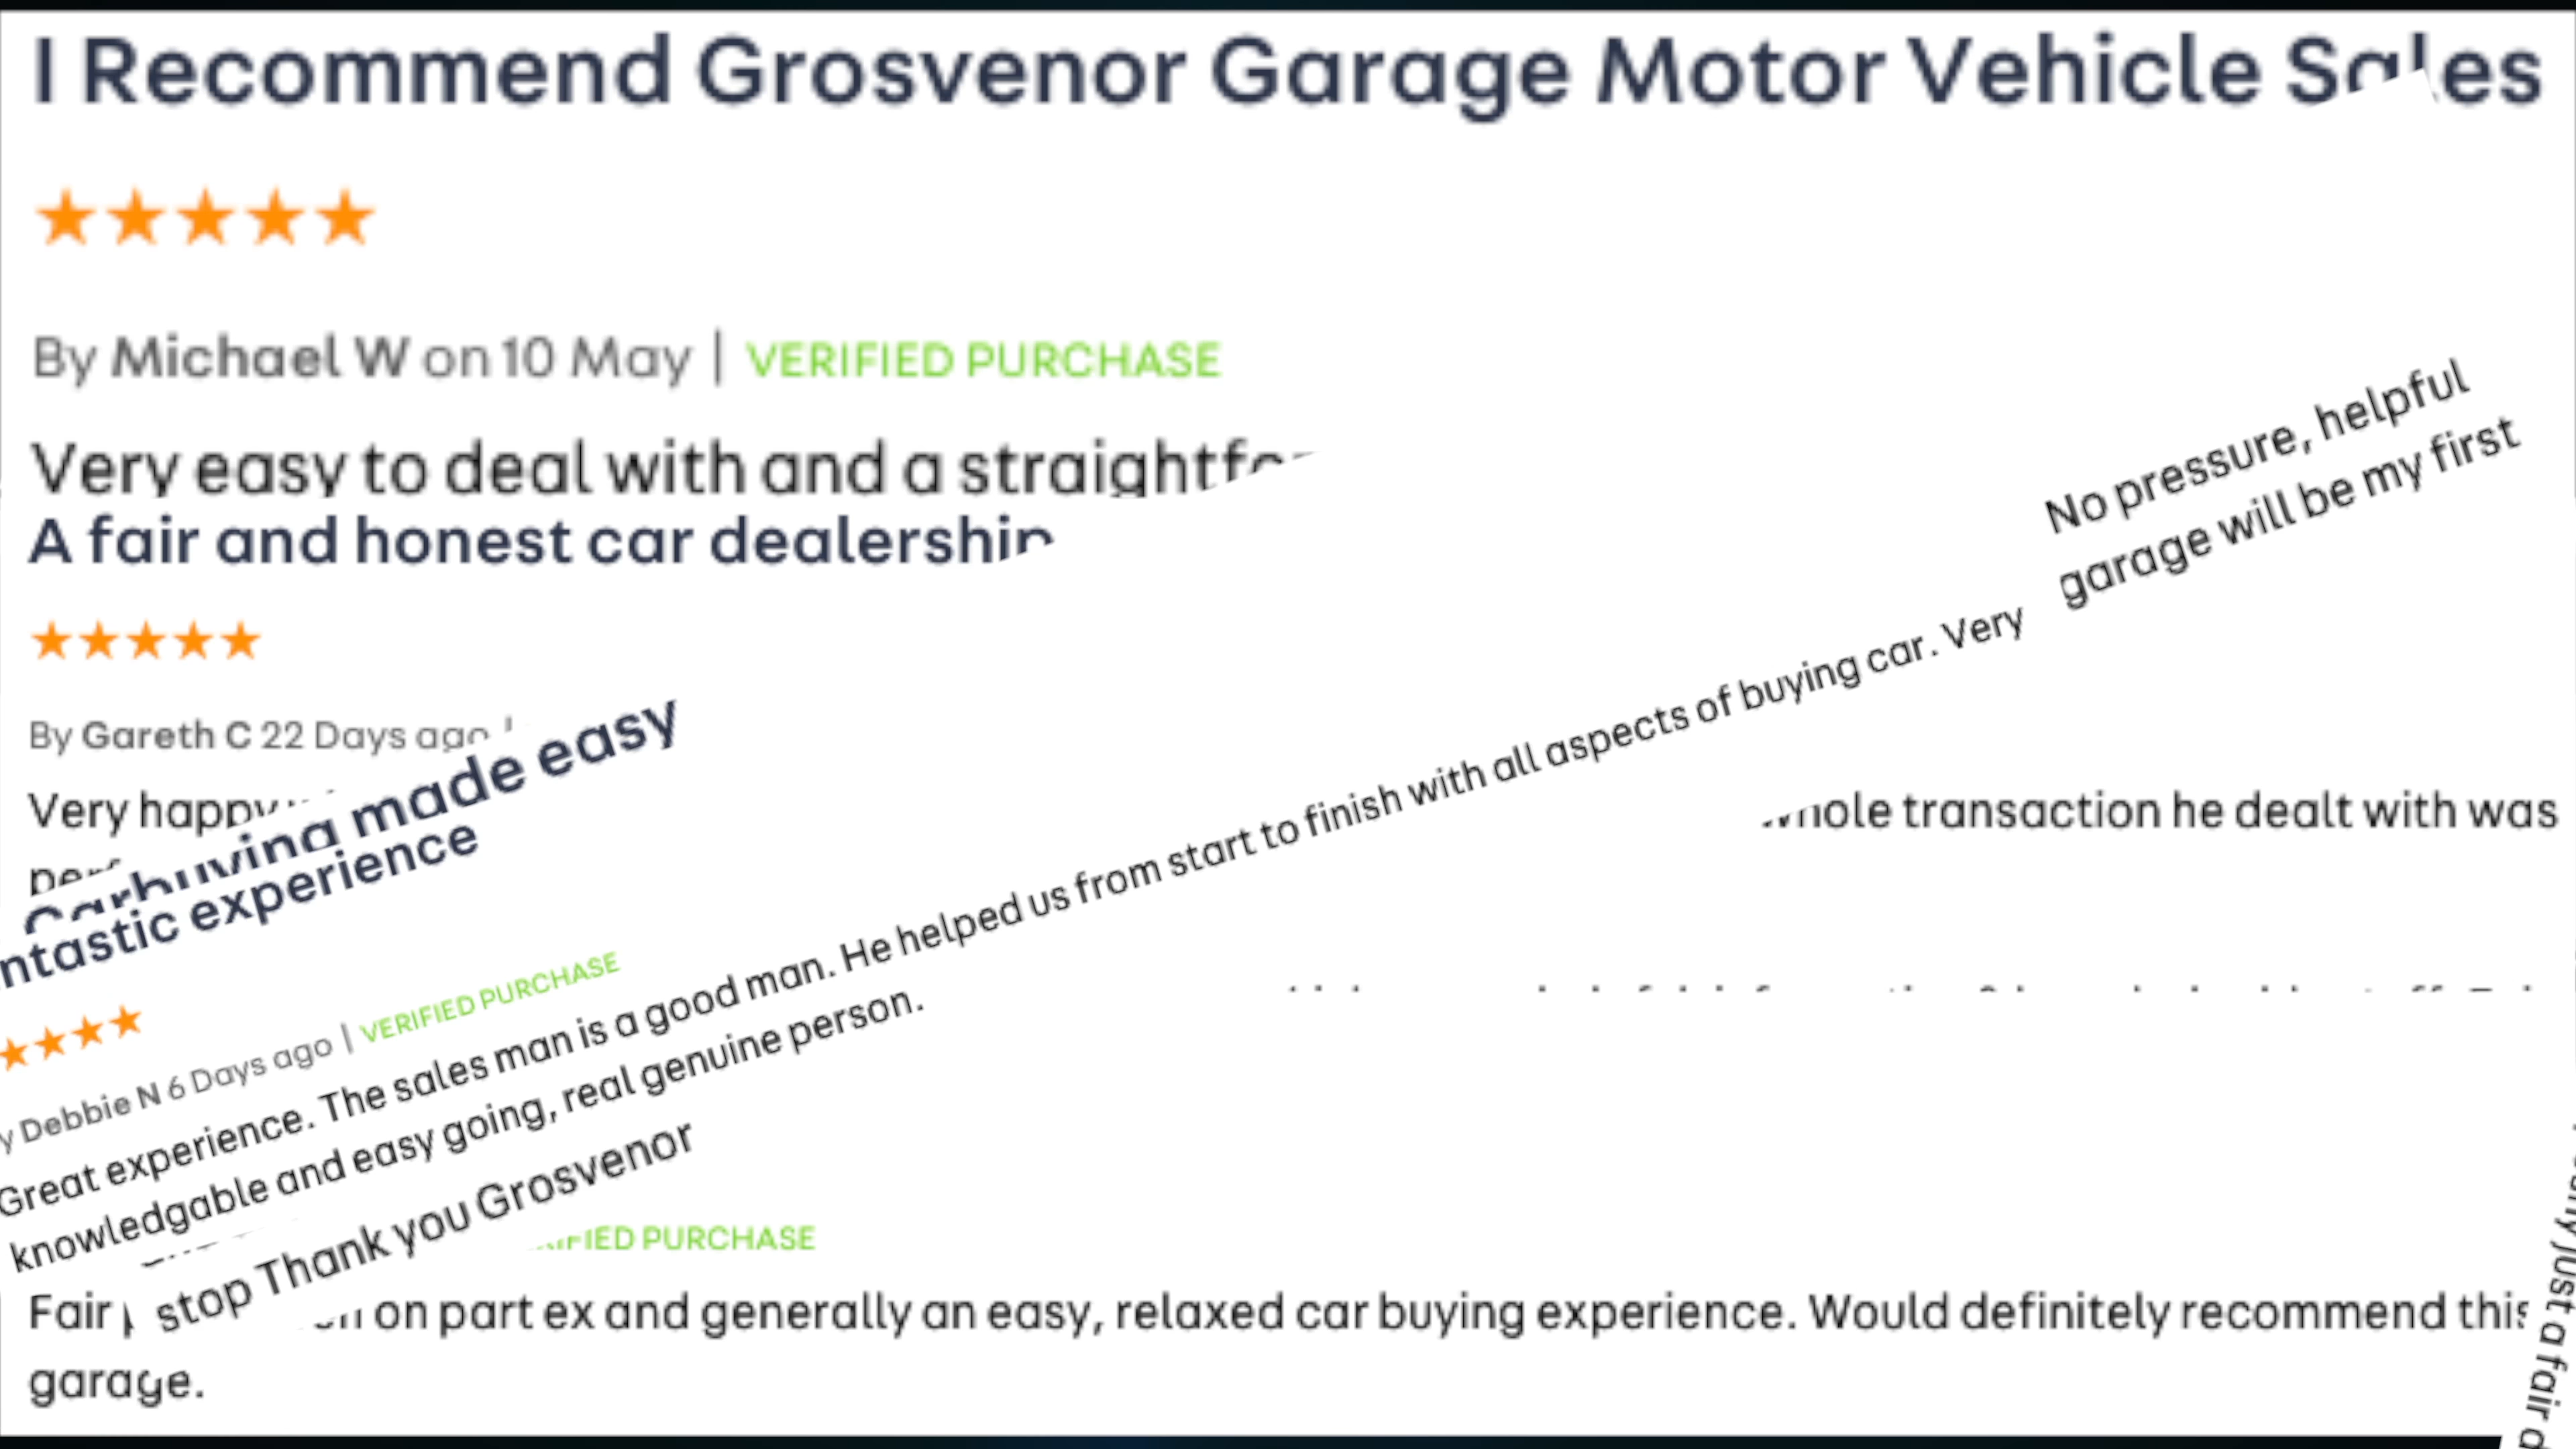 I Recommend Grosvenor Garage Motor Vehicle Sales
By Michael W on 10 May | VERIFIED PURCHASE
Very easy to deal with and a
A fair and honest car dealership
By Gareth C 22 Days ago
Very happy
whole transaction he dealt with was
Carbuying made easy
experience
No pressure, helpful
garage will be my first
stop Thank you Grosvenor
Debbie N 6 Days ago | VERIFIED PURCHASE
Great experience. The sales man is a good man. He helped us from start to finish with all aspects of buying car. Very
knowledgable and easy going, real genuine person.
PURCHASE
Fair on part ex and generally an easy, relaxed car buying experience. Would definitely recommend this
garage.
just a fair